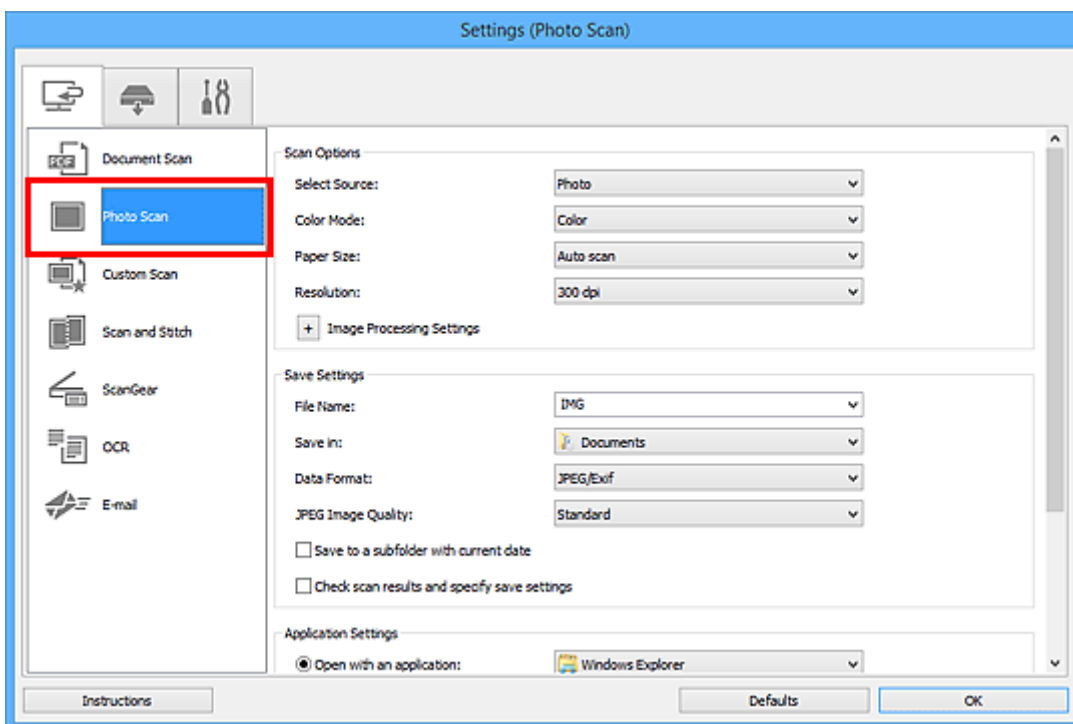 Settings (Photo Scan)
PDF
Document Scan
Photo Scan
Custom Scan
Scan and Stitch
ScanGear
OCR
E-mail
Scan Options
Select Source: Photo
Color Mode: Color
Paper Size: Auto scan
Resolution: 300 dpi
+ Image Processing Settings
Save Settings
File Name: IMG
Save in: Documents
Data Format: JPEG/Exif
JPEG Image Quality: Standard
Save to a subfolder with current date
Check scan results and specify save settings
Application Settings
Open with an application: Windows Explorer
Instructions Defaults OK